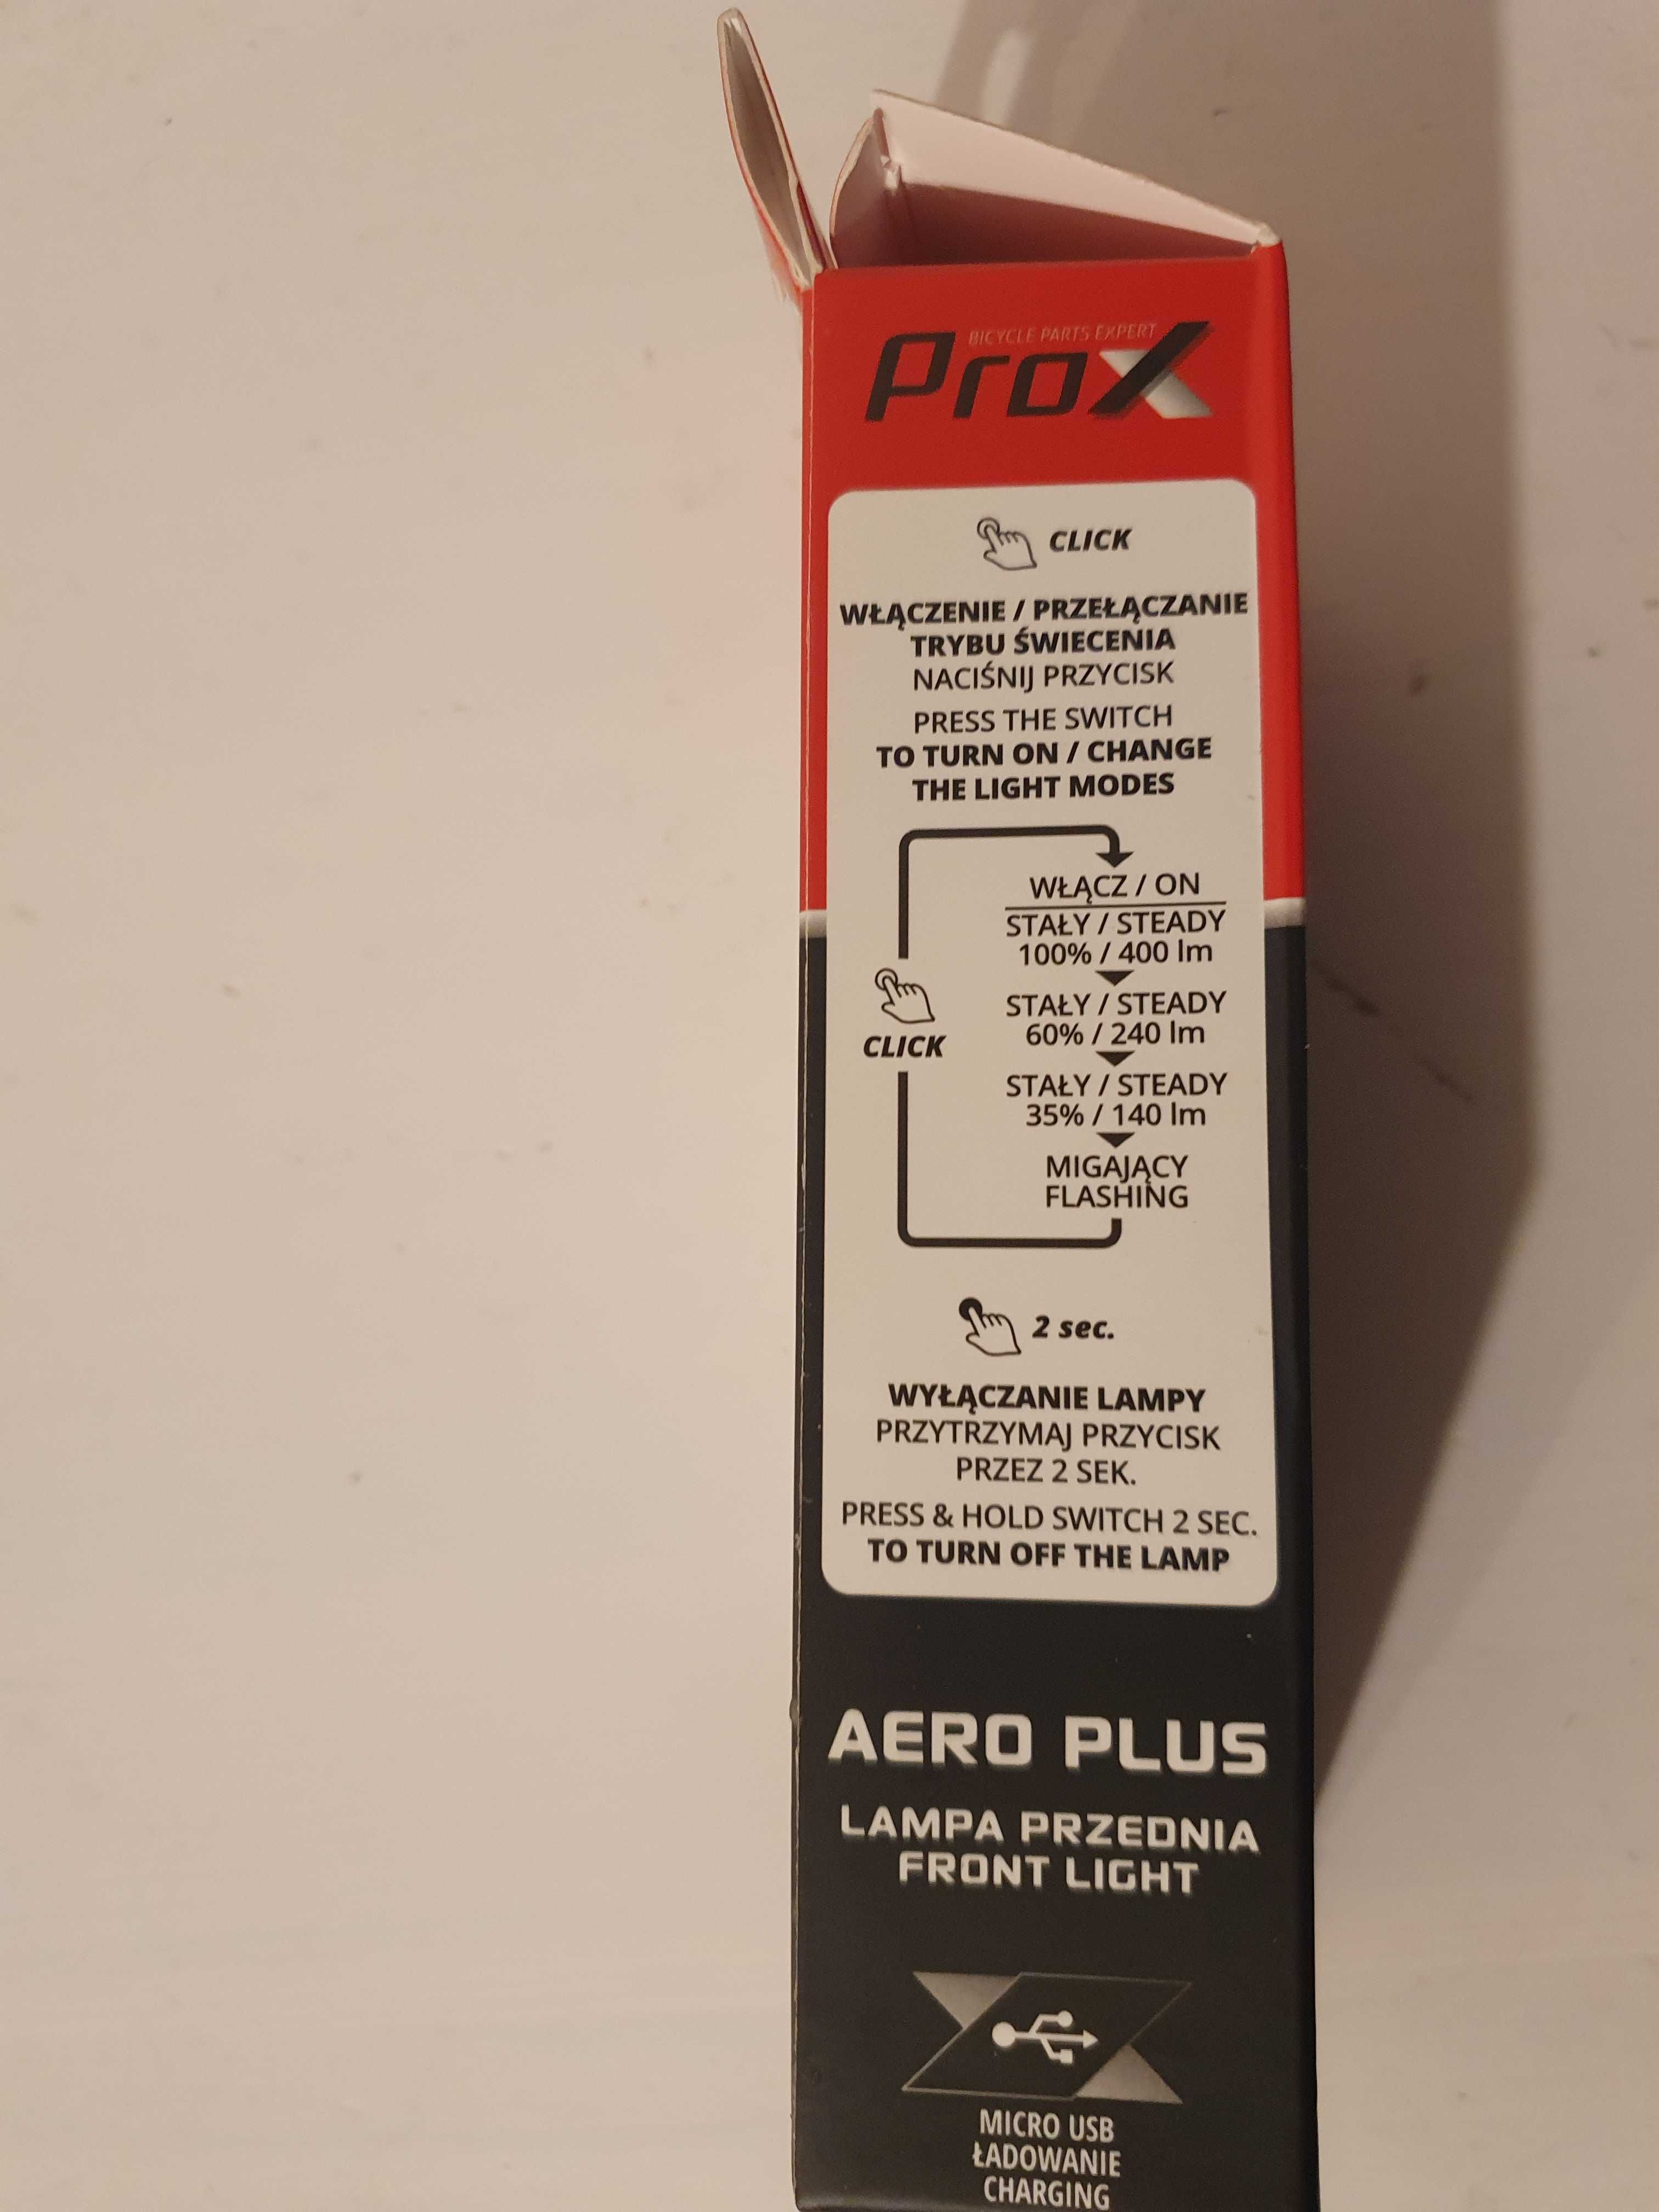 BICYCLE PARTS EXPERT
ProX
CLICK
WŁĄCZENIE / PRZEŁĄCZANIE
TRYBU ŚWIECENIA
NACIŚNIJ PRZYCISK
PRESS THE SWITCH
TO TURN ON / CHANGE
THE LIGHT MODES
WŁĄCZ / ON
STAŁY / STEADY
100% / 400 lm
STAŁY / STEADY
60% / 240 lm
CLICK
STAŁY / STEADY
35% / 140 lm
MIGAJĄCY
FLASHING
2 sec.
WYŁĄCZANIE LAMPY
PRZYTRZYMAJ PRZYCISK
PRZEZ 2 SEK.
PRESS & HOLD SWITCH 2 SEC.
TO TURN OFF THE LAMP
AERO PLUS
LAMPA PRZEDNIA
FRONT LIGHT
MICRO USB
ŁADOWANIE
CHARGING